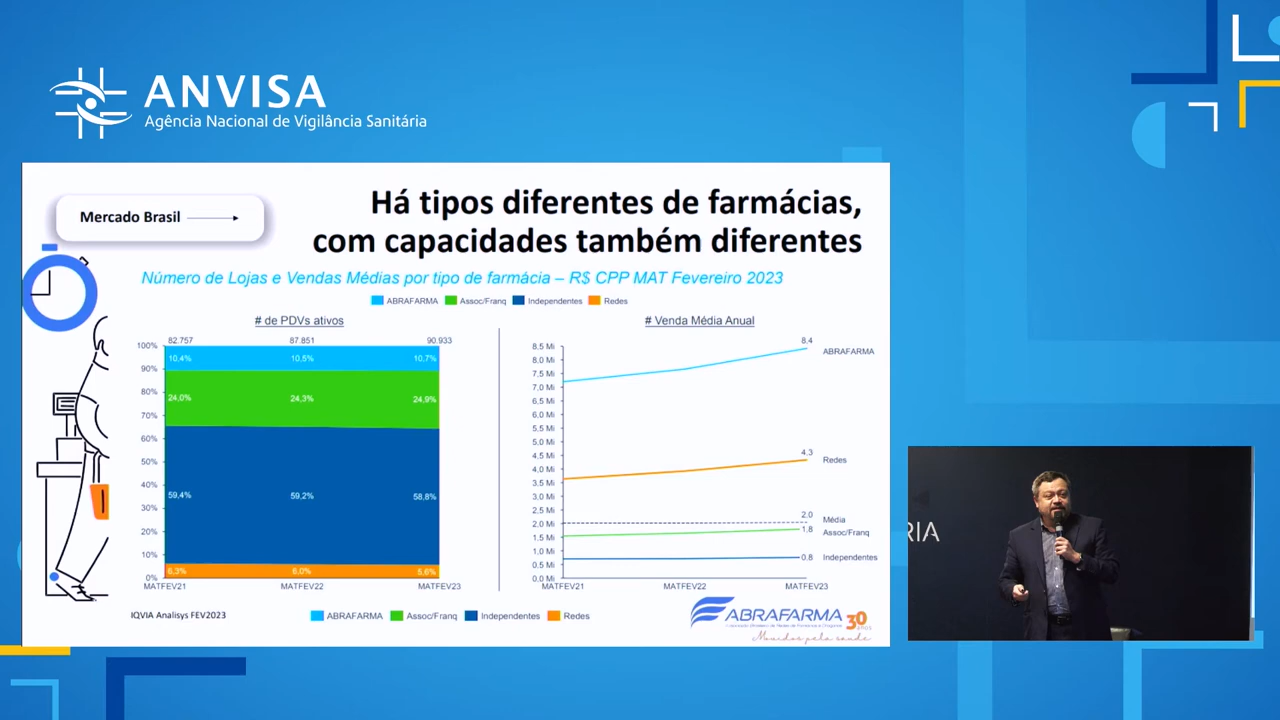 ANVISA
Agência Nacional de Vigilância Sanitária
Mercado Brasil
Há tipos diferentes de farmácias,
com capacidades também diferentes
Número de Lojas e Vendas Médias por tipo de farmácia – R$ CPP MAT Fevereiro 2023
ABRAFARMA Assoc/Franq Independentes Redes
# de PDVs ativos
82.757 87.851 90.933
100%
90%
80%
70%
60%
50%
40%
30%
20%
10%
0%
10,4% 10,5% 10,7%
24,0% 24,3% 24,9%
59,4% 59,2% 58,8%
6,3% 6,0% 5,6%
MATFEV21 MATFEV22 MATFEV23
# Venda Média Anual
8,5 Mi
8,0 Mi
7,5 Mi
7,0 Mi
6,5 Mi
6,0 Mi
5,5 Mi
5,0 Mi
4,5 Mi
4,0 Mi
3,5 Mi
3,0 Mi
2,5 Mi
2,0 Mi
1,5 Mi
1,0 Mi
0,5 Mi
0,0 Mi
8.4 ABRAFARMA
4.3 Redes
2.0 Média
1.8 Assoc/Franq
0.8 Independentes
MATFEV21 MATFEV22 MATFEV23
IQVIA Analisys FEV2023
ABRAFARMA Assoc/Franq Independentes Redes
ABRAFARMA 30
Movidos pela saúde
RIA